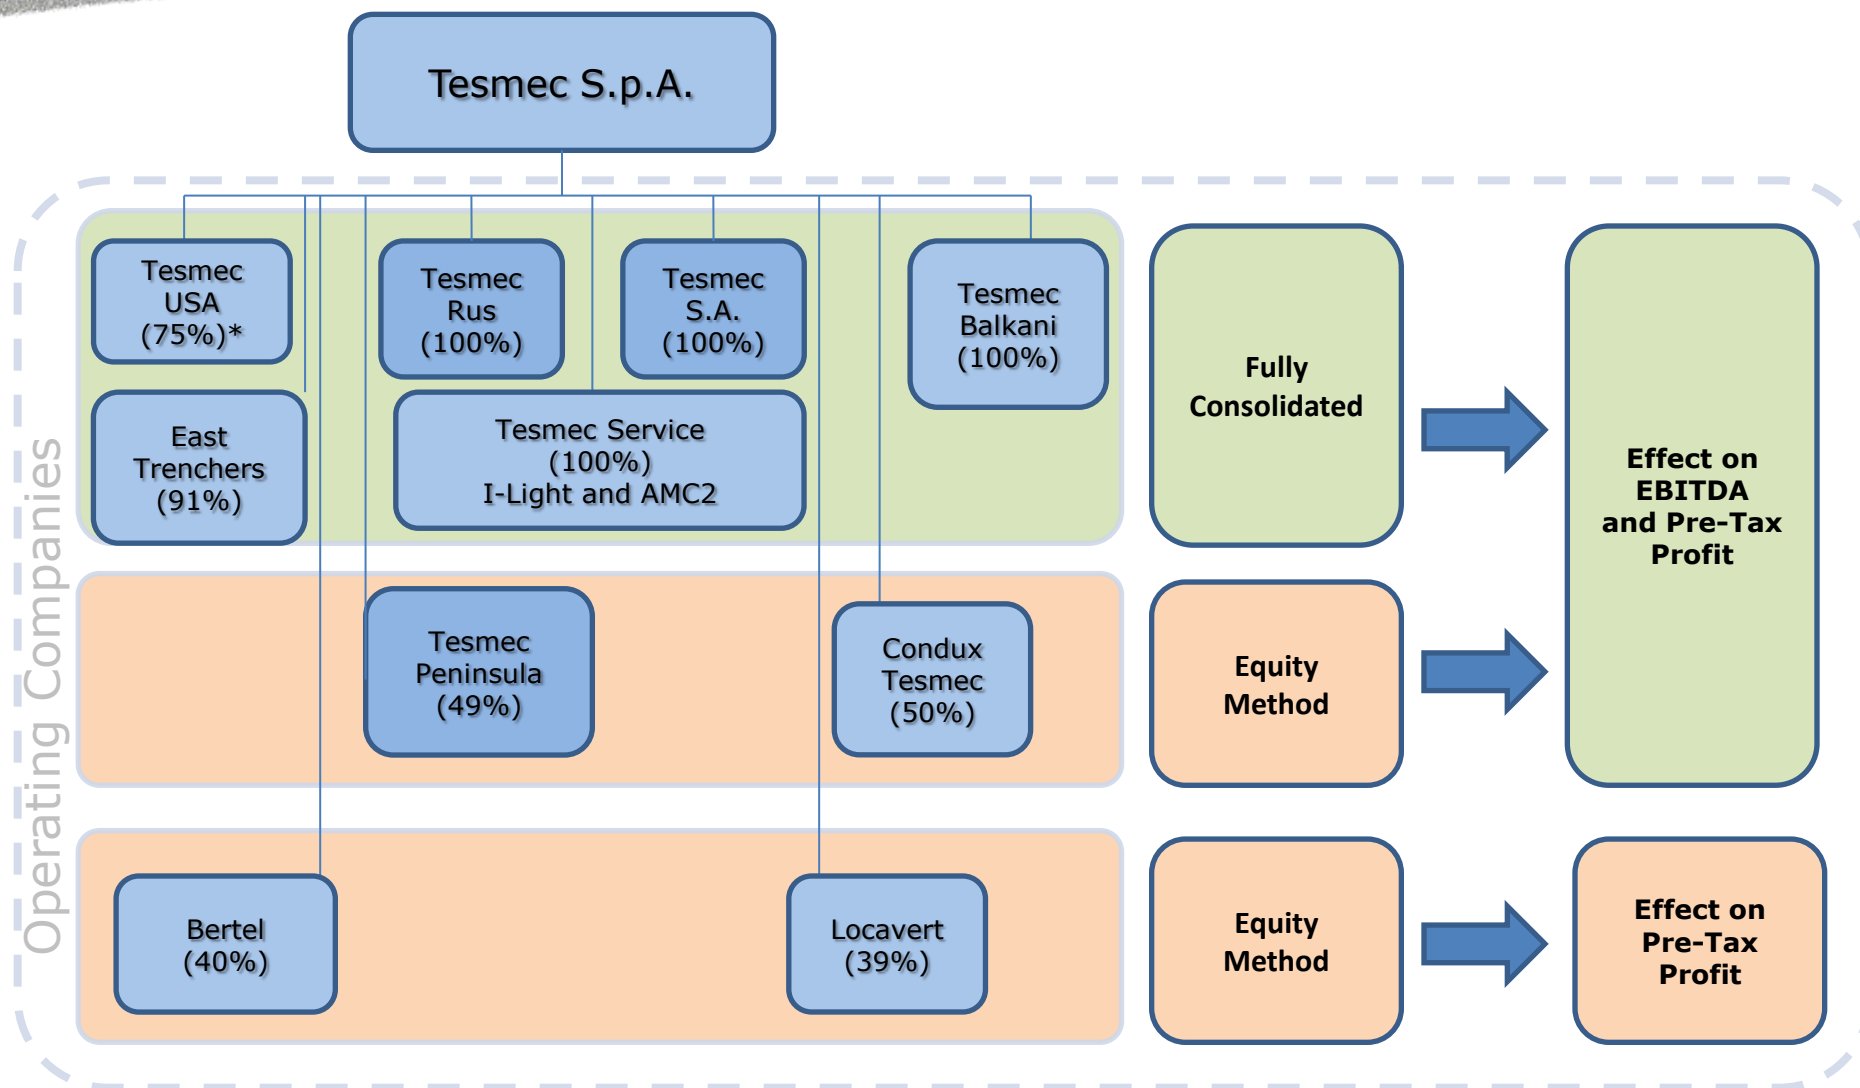 Tesmec S.p.A.
Operating Companies
Tesmec
USA
(75%)*
Tesmec
Rus
(100%)
Tesmec
S.A.
(100%)
Tesmec
Balkani
(100%)
East
Trenchers
(91%)
Tesmec Service
(100%)
I-Light and AMC2
Fully
Consolidated
Effect on
EBITDA
and Pre-Tax
Profit
Tesmec
Peninsula
(49%)
Condux
Tesmec
(50%)
Equity
Method
Bertel
(40%)
Locavert
(39%)
Equity
Method
Effect on
Pre-Tax
Profit